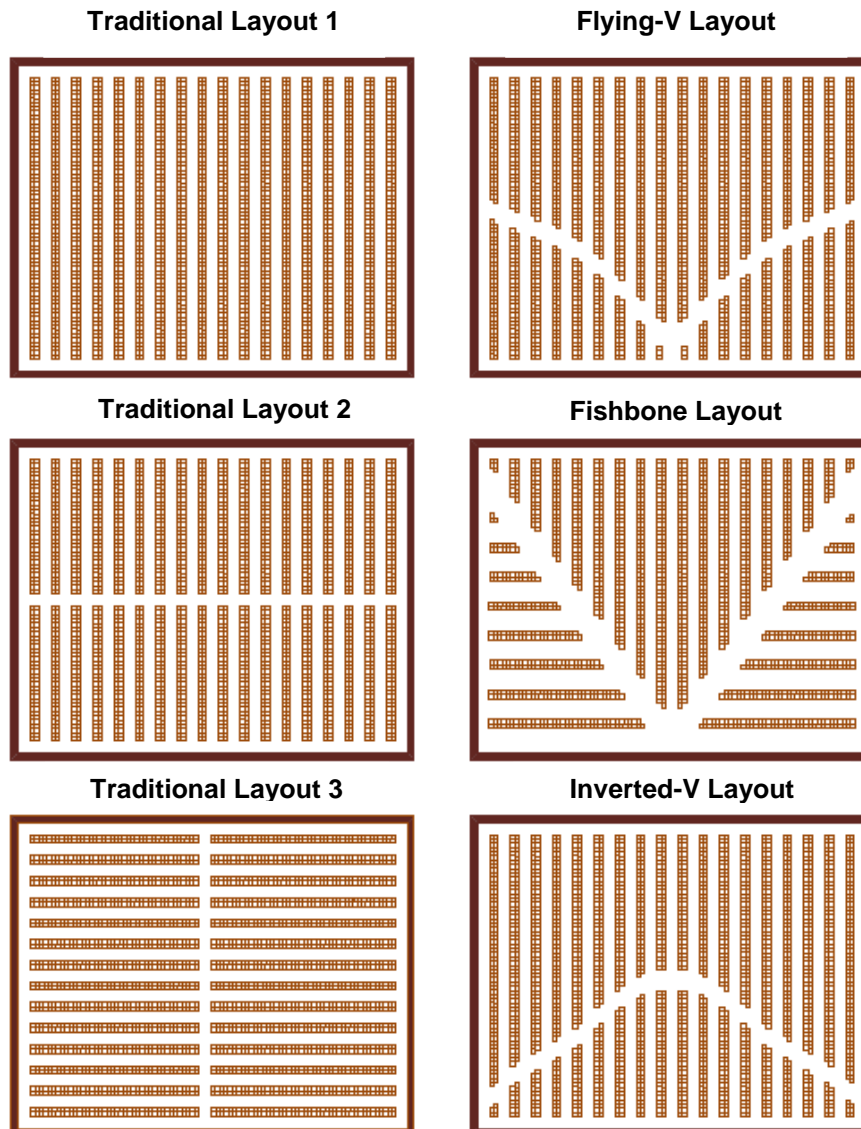 Traditional Layout 1
Flying-V Layout
Traditional Layout 2
Fishbone Layout
Traditional Layout 3
Inverted-V Layout